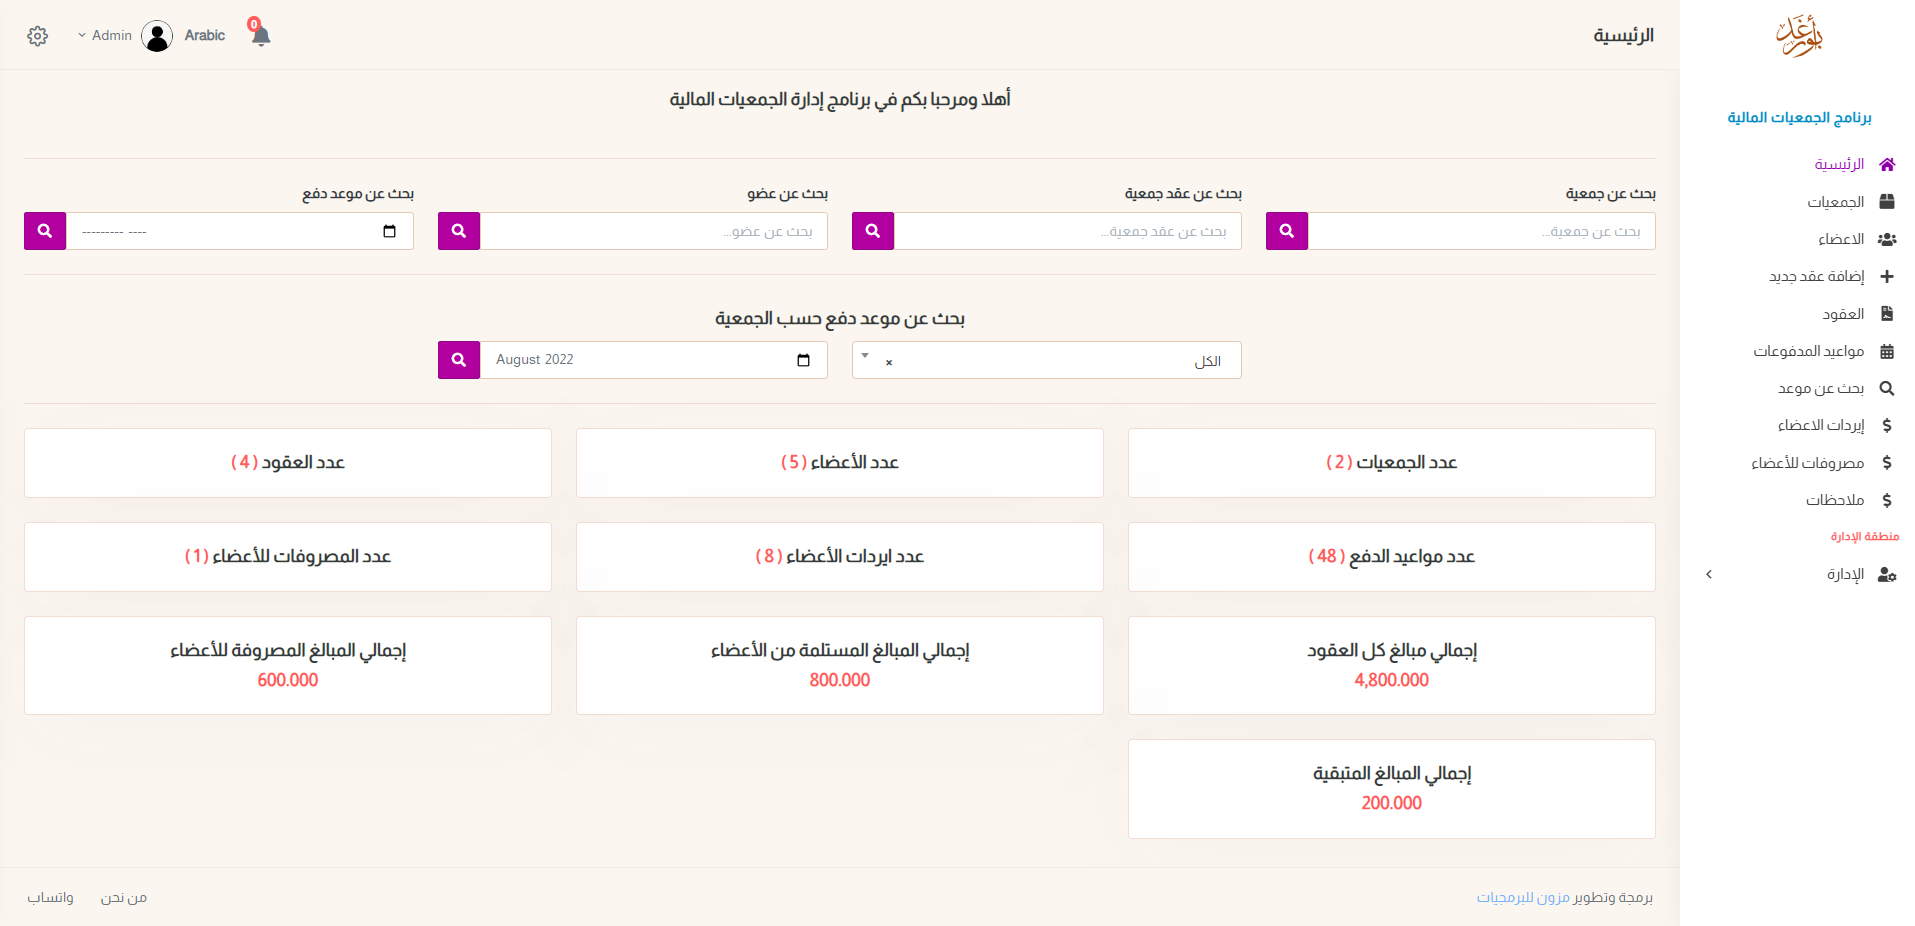 بأورغد
برنامج الجمعيات المالية
الرئيسية
الجمعيات
الاعضاء
إضافة عقد جديد
العقود
مواعيد المدفوعات
بحث عن موعد
إيردات الاعضاء
مصروفات للأعضاء
ملاحظات
منطقة الإدارة
الإدارة
الرئيسية
0
Arabic
Admin
أهلا ومرحبا بكم في برنامج إدارة الجمعيات المالية
بحث عن جمعية
بحث عن عقد جمعية
بحث عن عضو
بحث عن موعد دفع
بحث عن جمعية...
بحث عن عقد جمعية...
بحث عن عضو...
--------- ----
بحث عن موعد دفع حسب الجمعية
الكل ×
August 2022
عدد الجمعيات ( 2 )
عدد الأعضاء ( 5 )
عدد العقود ( 4 )
عدد مواعيد الدفع ( 48 )
عدد ايردات الأعضاء ( 8 )
عدد المصروفات للأعضاء ( 1 )
إجمالي مبالغ كل العقود
4,800.000
إجمالي المبالغ المستلمة من الأعضاء
800.000
إجمالي المبالغ المصروفة للأعضاء
600.000
إجمالي المبالغ المتبقية
200.000
برمجة وتطوير مزون للبرمجيات
من نحن
واتساب